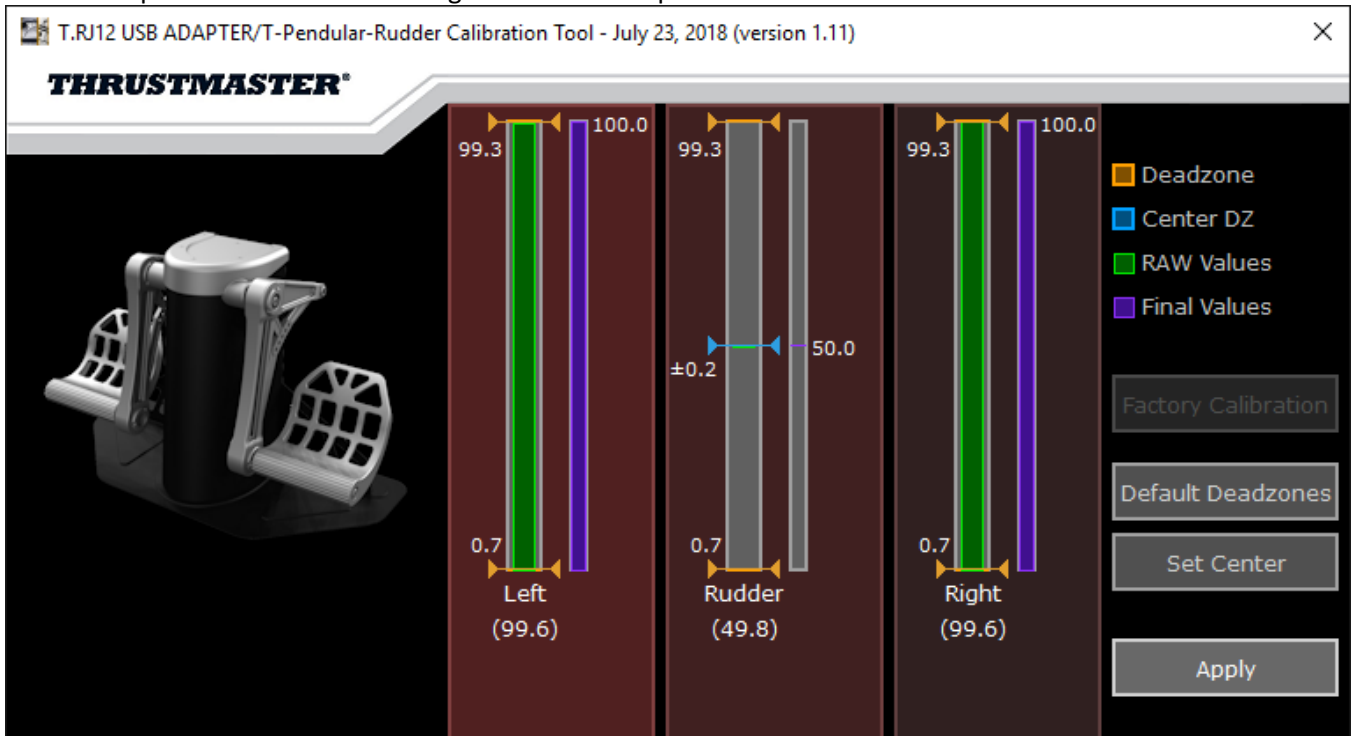 T.RJ12 USB ADAPTER/T-Pendular-Rudder Calibration Tool - July 23, 2018 (version 1.11)
THRUSTMASTER®
100.0
99.3
0.7
Left
(99.6)
99.3
50.0
±0.2
0.7
Rudder
(49.8)
100.0
99.3
0.7
Right
(99.6)
Deadzone
Center DZ
RAW Values
Final Values
Factory Calibration
Default Deadzones
Set Center
Apply